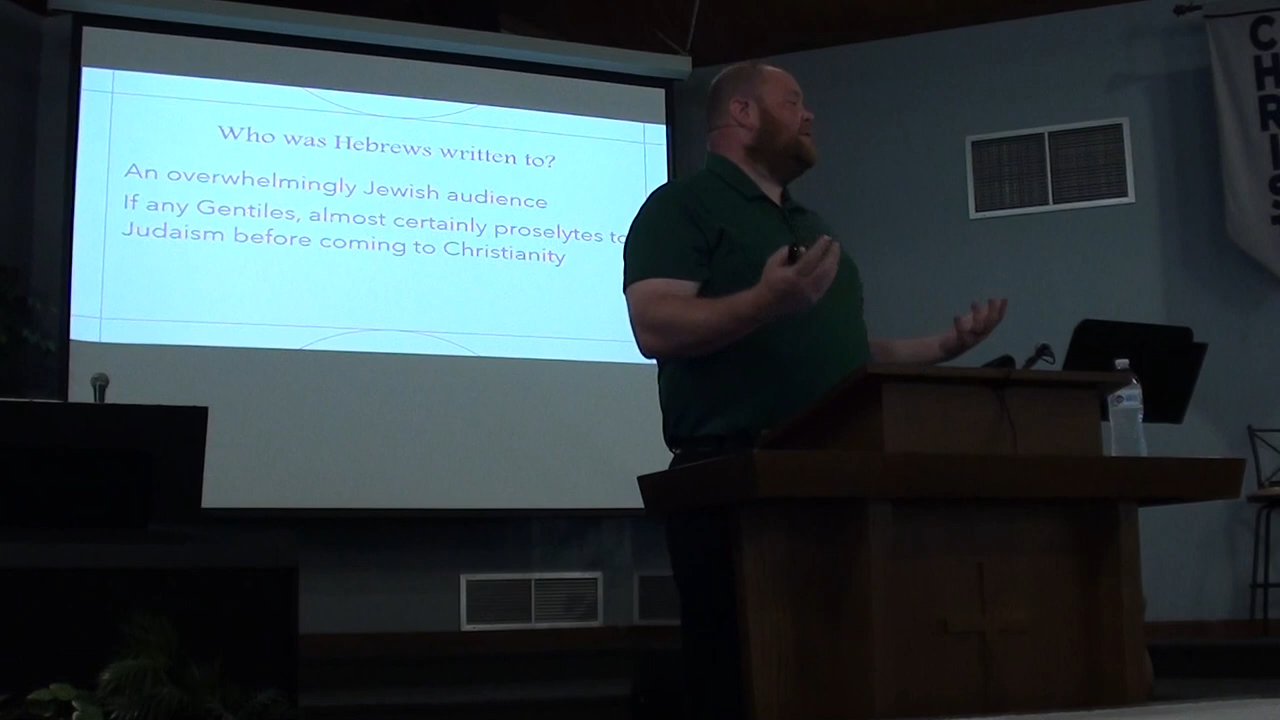 Who was Hebrews written to?
An overwhelmingly Jewish audience
If any Gentiles, almost certainly proselytes to
Judaism before coming to Christianity
CHRIST